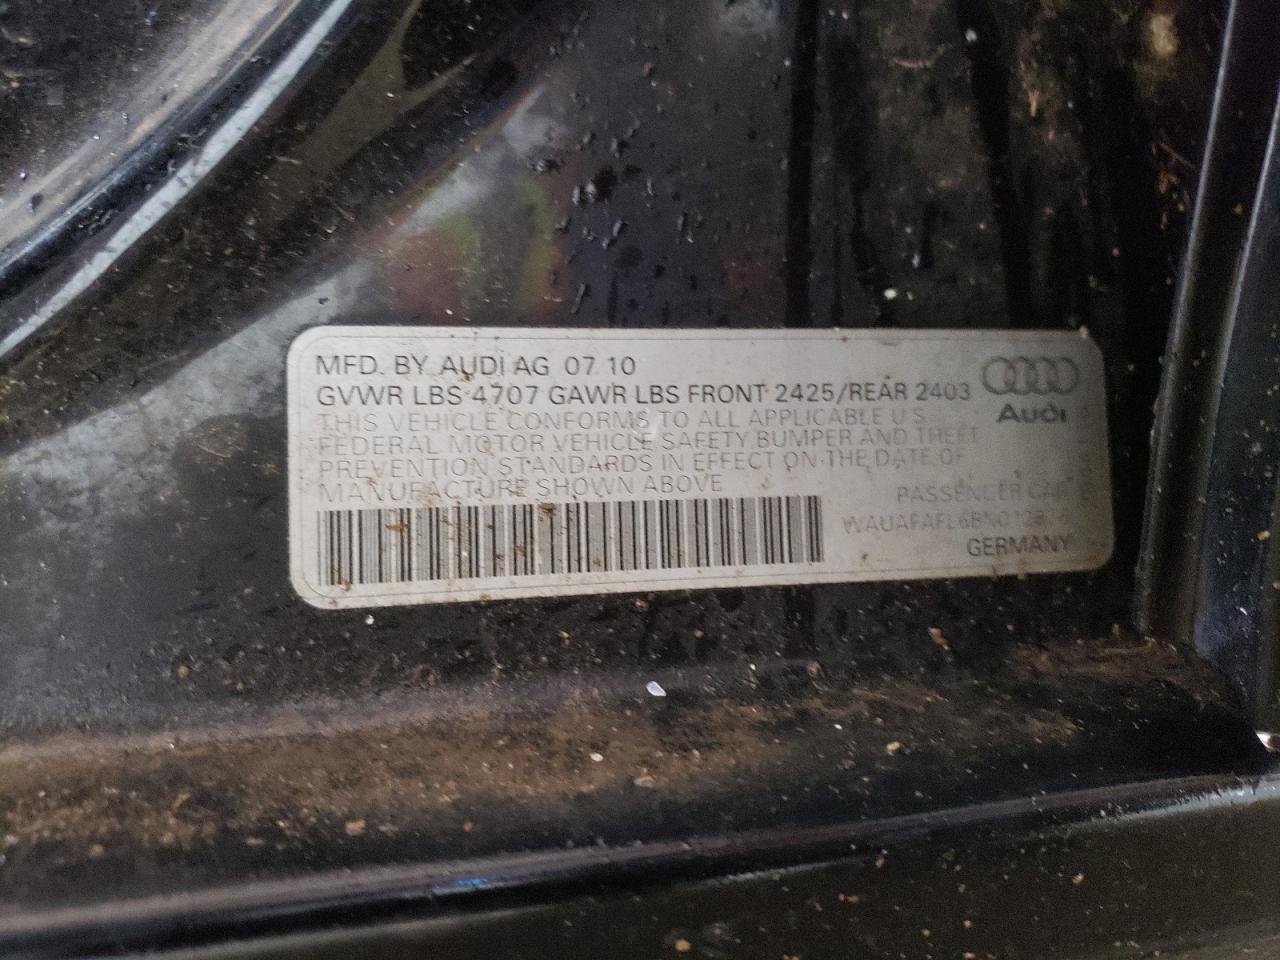 MFD. BY AUDI AG 07 10
GVWR LBS 4707 GAWR LBS FRONT 2425/REAR 2403
Audi
THIS VEHICLE CONFORMS TO ALL APPLICABLE U.S.
FEDERAL MOTOR VEHICLE SAFETY, BUMPER AND THEFT
PREVENTION STANDARDS IN EFFECT ON THE DATE OF
MANUFACTURE SHOWN ABOVE
PASSENGER CAR
GERMANY